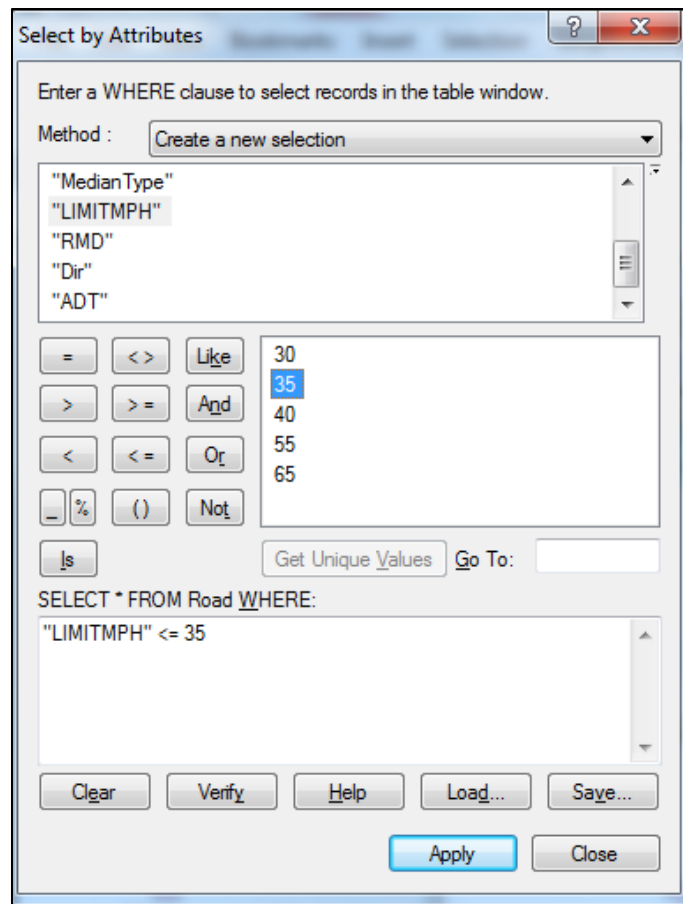 Select by Attributes
Enter a WHERE clause to select records in the table window.
Method : Create a new selection
"MedianType"
"LIMITMPH"
"RMD"
"Dir"
"ADT"
= < > Like
> > = And
< < = Or
_ % ( ) Not
Is
30
35
40
55
65
Get Unique Values Go To:
SELECT * FROM Road WHERE:
"LIMITMPH" <= 35
Clear Verify Help Load... Save...
Apply Close